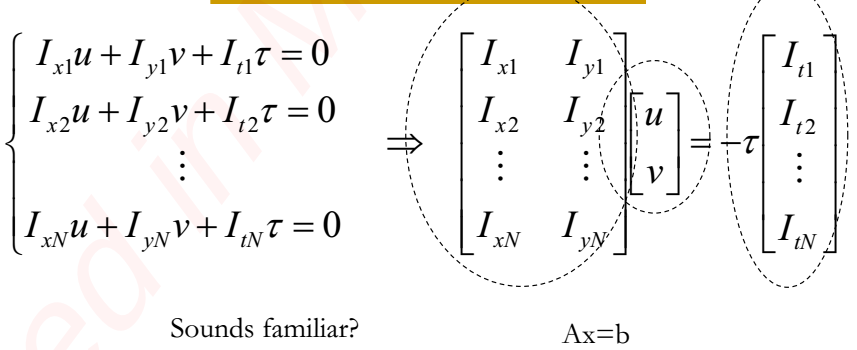 I_{x1}u + I_{y1}v + I_{t1}τ = 0
I_{x2}u + I_{y2}v + I_{t2}τ = 0
⋮
I_{xN}u + I_{yN}v + I_{tN}τ = 0
⇒
[ I_{x1} I_{y1} ; I_{x2} I_{y2} ; ⋮ ⋮ ; I_{xN} I_{yN} ] [ u ; v ] = −τ [ I_{t1} ; I_{t2} ; ⋮ ; I_{tN} ]
Sounds familiar?
Ax=b